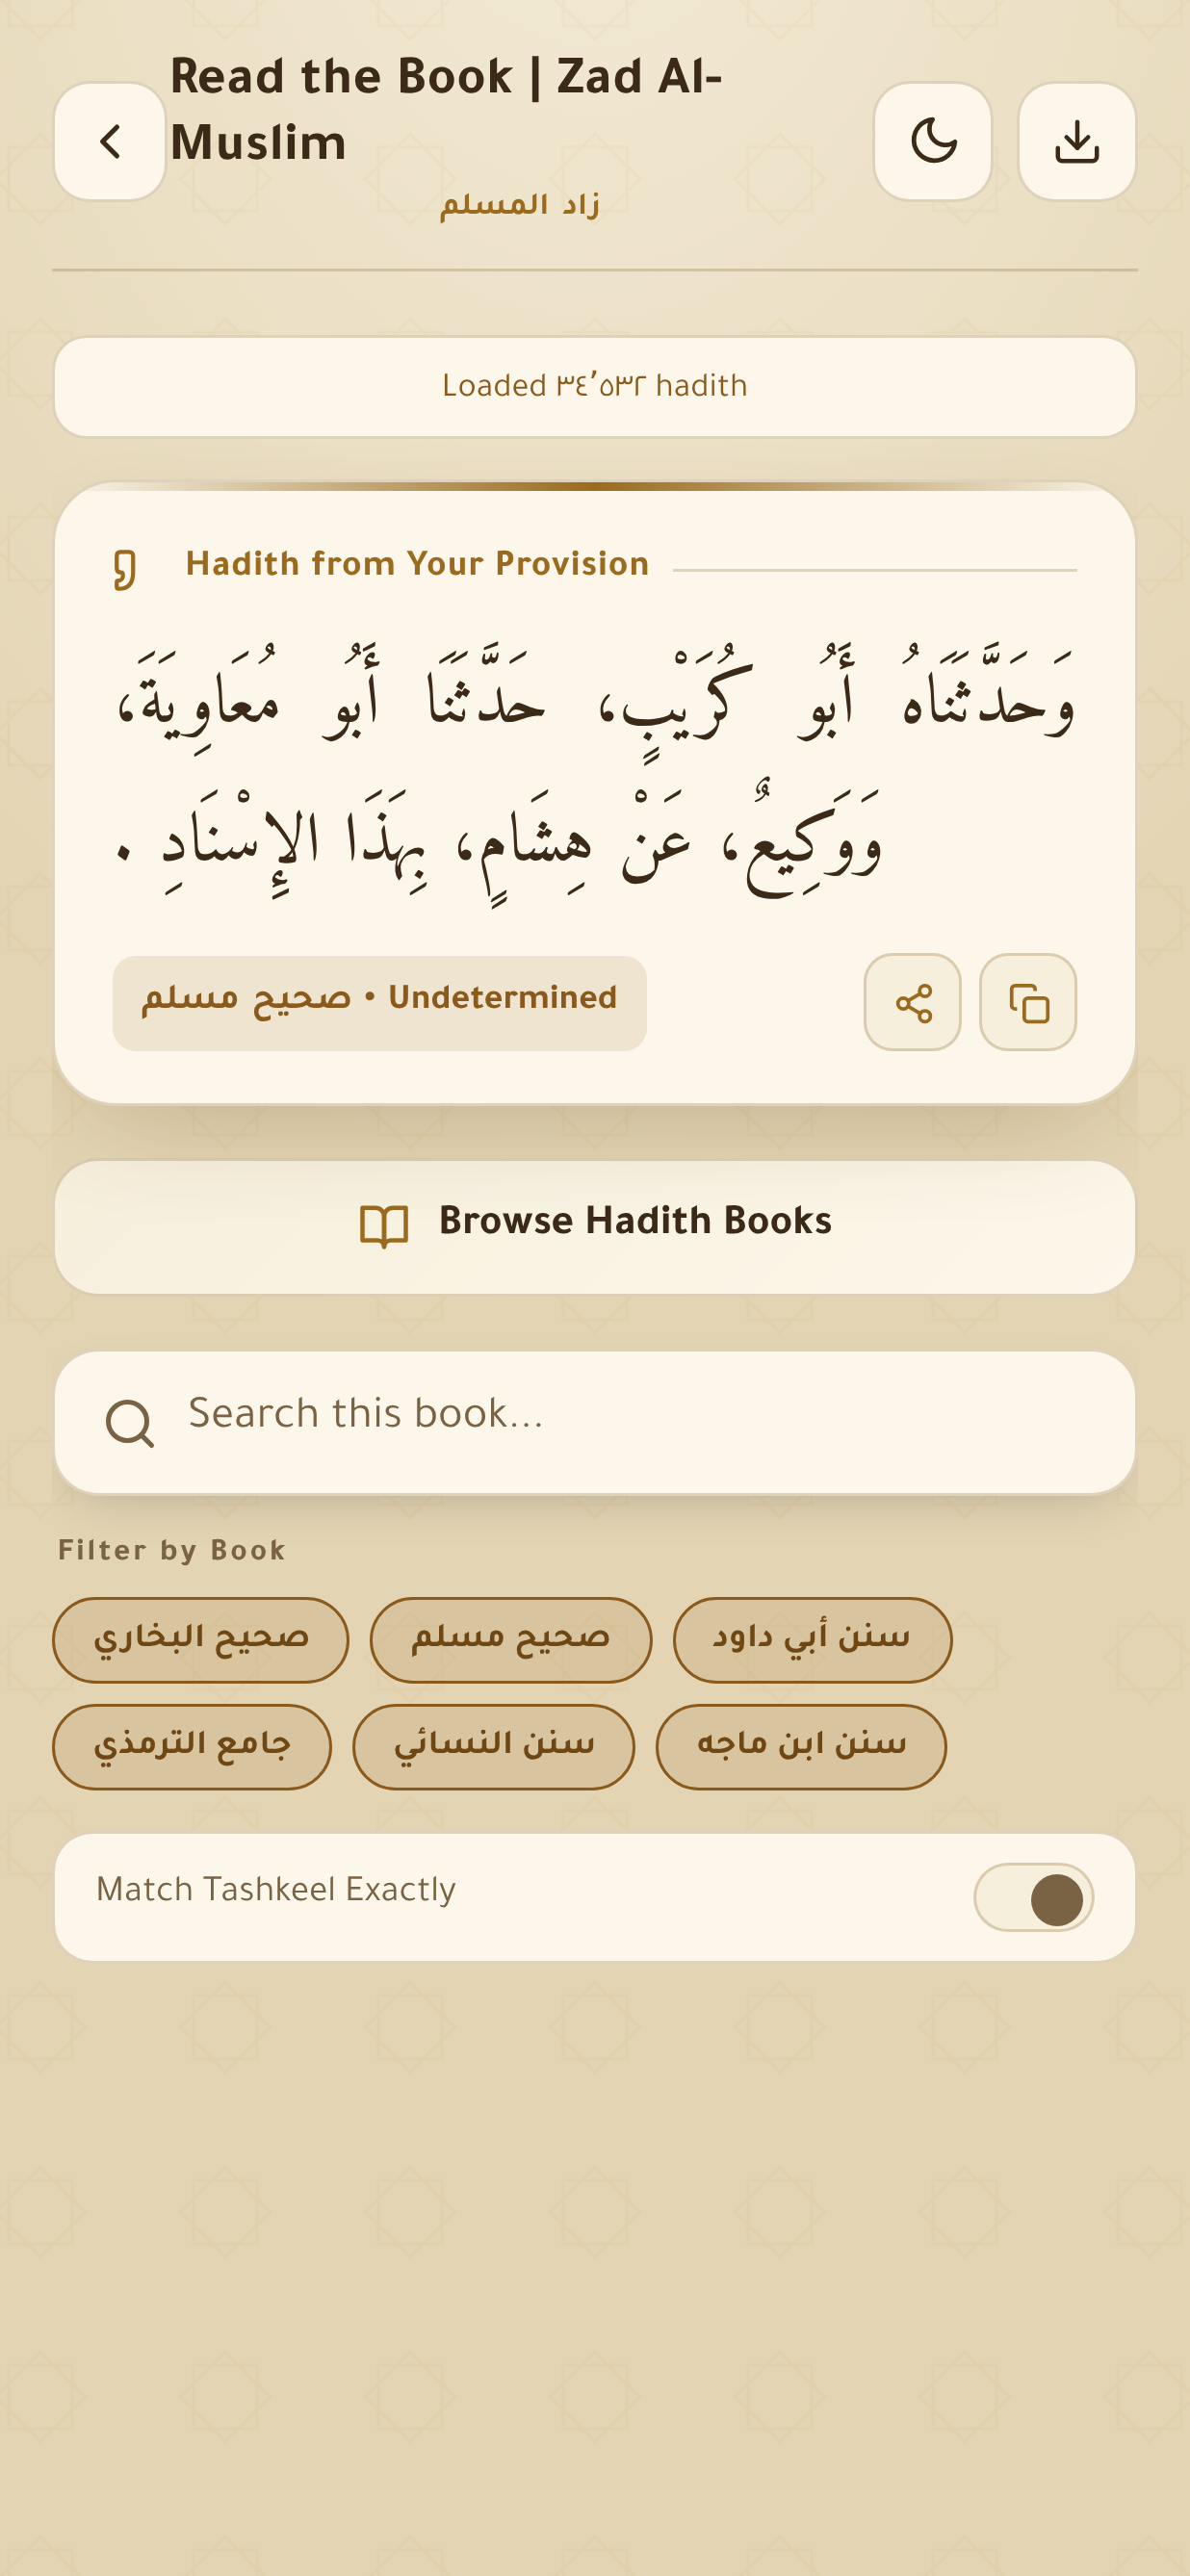 Read the Book | Zad Al-
Muslim
زاد المسلم
Loaded ٣٤٬٥٣٢ hadith
Hadith from Your Provision
وَحَدَّثَنَاهُ أَبُو كُرَيْبٍ، حَدَّثَنَا أَبُو مُعَاوِيَةَ،
وَوَكِيعٌ، عَنْ هِشَامٍ، بِهَذَا الإِسْنَادِ .
صحيح مسلم • Undetermined
Browse Hadith Books
Search this book...
Filter by Book
صحيح البخاري
صحيح مسلم
سنن أبي داود
جامع الترمذي
سنن النسائي
سنن ابن ماجه
Match Tashkeel Exactly